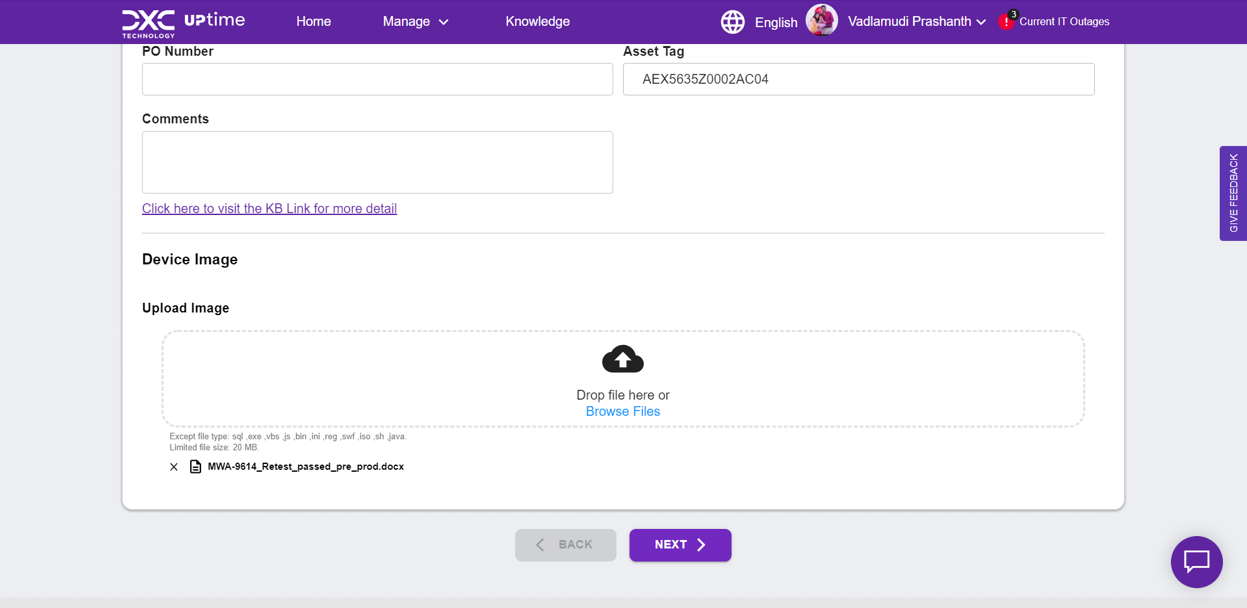 DXC TECHNOLOGY UPtime
Home
Manage
Knowledge
English
Vadlamudi Prashanth
3
Current IT Outages
PO Number
Asset Tag
AEX5635Z0002AC04
Comments
Click here to visit the KB Link for more detail
GIVE FEEDBACK
Device Image
Upload Image
Drop file here or
Browse Files
Except file type: sql ,exe ,vbs ,js ,bin ,ini ,reg ,swf ,iso ,sh ,java.
Limited file size: 20 MB.
MWA-9614_Retest_passed_pre_prod.docx
BACK
NEXT